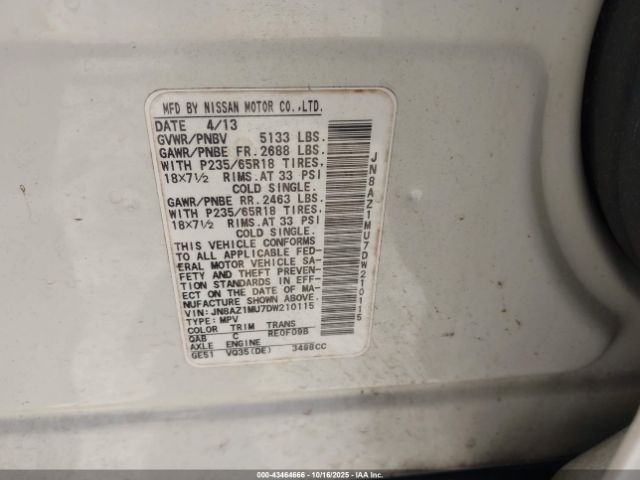 MFD BY NISSAN MOTOR CO.,LTD.
DATE 4/13
GVWR/PNBV 5133 LBS.
GAWR/PNBE FR. 2688 LBS.
WITH P235/65R18 TIRES.
18×7½ RIMS. AT 33 PSI
COLD SINGLE.
GAWR/PNBE RR. 2463 LBS.
WITH P235/65R18 TIRES.
18×7½ RIMS. AT 33 PSI
COLD SINGLE.
THIS VEHICLE CONFORMS
TO ALL APPLICABLE FED-
ERAL MOTOR VEHICLE SA-
FETY AND THEFT PREVEN-
TION STANDARDS IN EFF-
ECT ON THE DATE OF MA-
NUFACTURE SHOWN ABOVE.
VIN: JN8AZ1MU7DW210115
TYPE: MPV
COLOR TRIM TRANS
QAB C RE0F09B
AXLE ENGINE
GE51 VQ35(DE) 3498CC
JN8AZ1MU7DW210115
000-43464666 - 10/16/2025 - IAA, Inc.